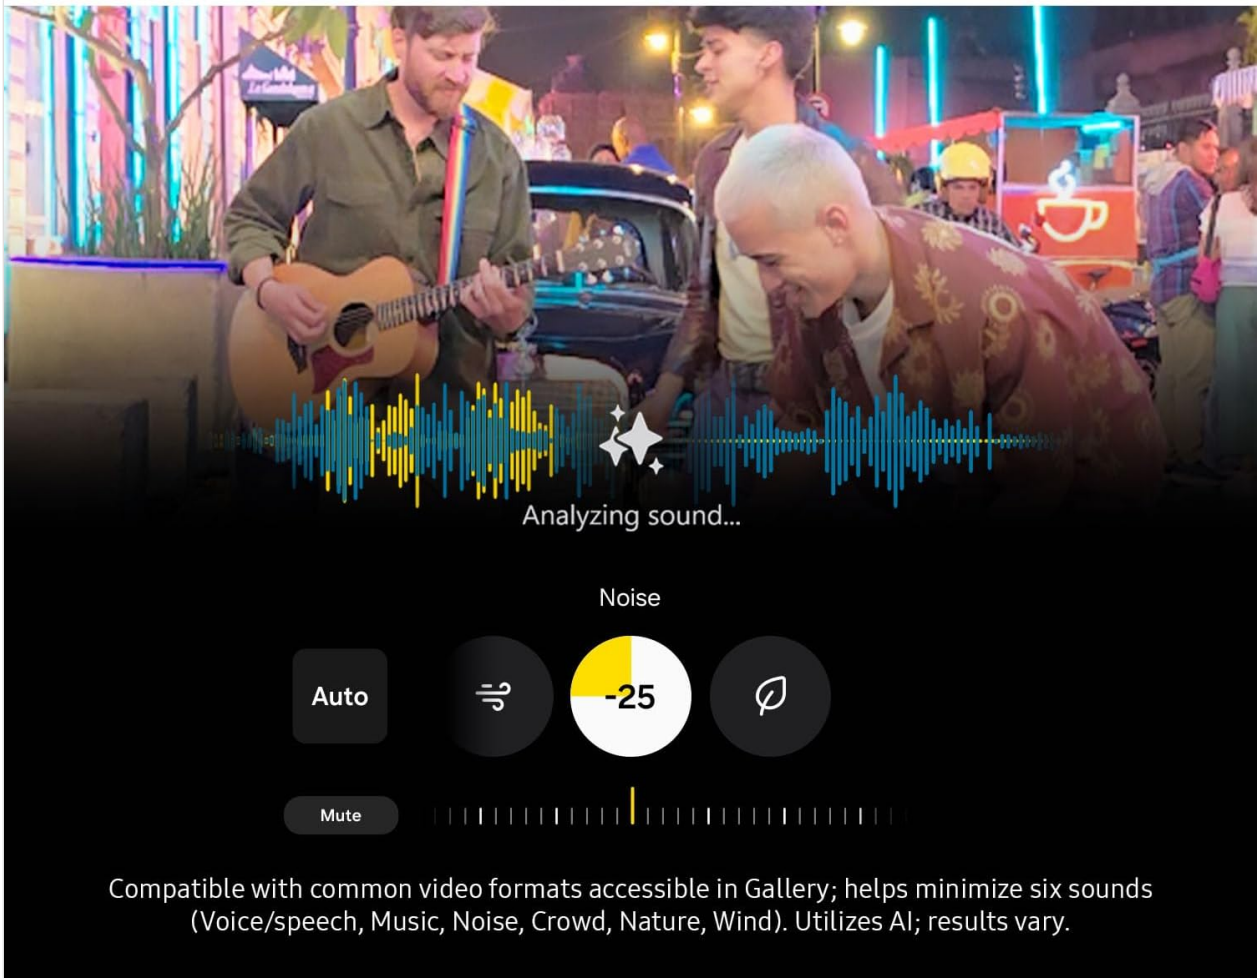 Analyzing sound...
Noise
Auto
-25
Mute
Compatible with common video formats accessible in Gallery; helps minimize six sounds
(Voice/speech, Music, Noise, Crowd, Nature, Wind). Utilizes AI; results vary.